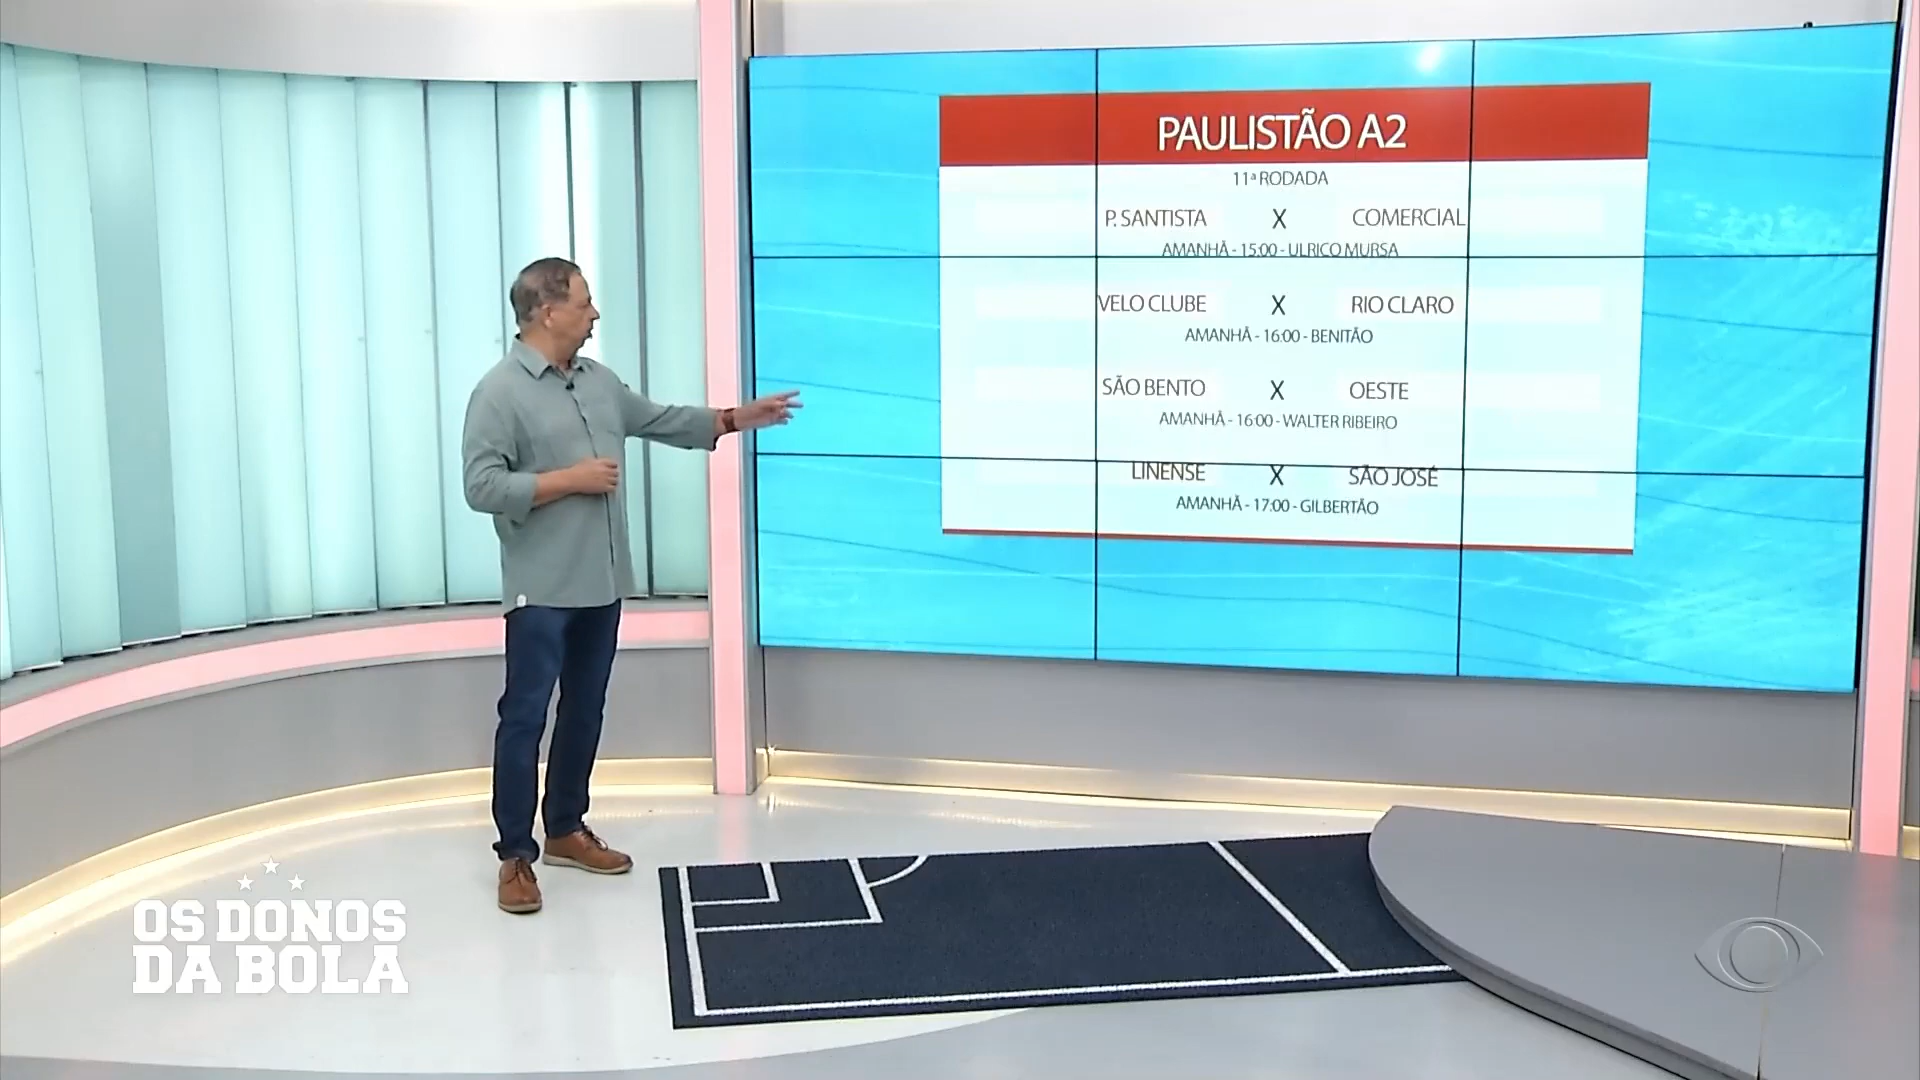 PAULISTÃO A2
11ª RODADA
P. SANTISTA X COMERCIAL
AMANHÃ - 15:00 - ULRICO MURSA
VELO CLUBE X RIO CLARO
AMANHÃ - 16:00 - BENITÃO
SÃO BENTO X OESTE
AMANHÃ - 16:00 - WALTER RIBEIRO
LINENSE X SÃO JOSÉ
AMANHÃ - 17:00 - GILBERTÃO
OS DONOS
DA BOLA